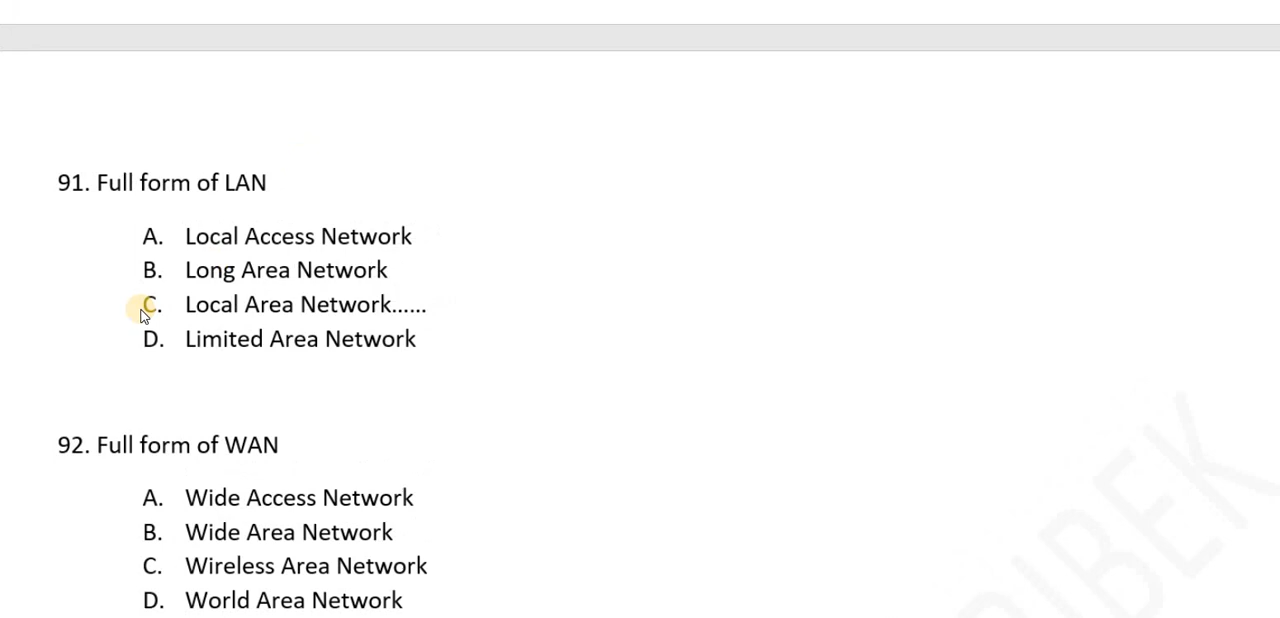 91. Full form of LAN
A. Local Access Network
B. Long Area Network
C. Local Area Network......
D. Limited Area Network
92. Full form of WAN
A. Wide Access Network
B. Wide Area Network
C. Wireless Area Network
D. World Area Network